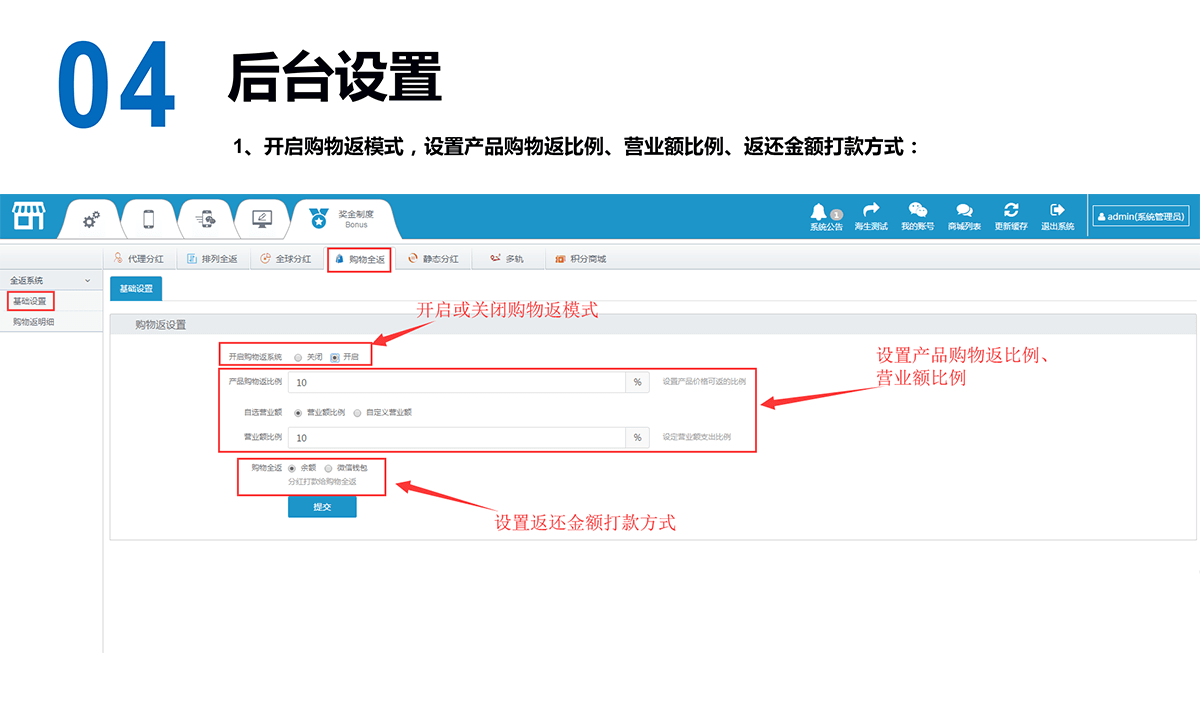 04
后台设置
1、开启购物返模式，设置产品购物返比例、营业额比例、返还金额打款方式：
奖金制度
Bonus
1
系统公告
海生测试
我的账号
商城列表
更新缓存
退出系统
admin(系统管理员)
代理分红
排列全返
全球分红
购物全返
静态分红
多轨
积分商城
全返系统
基础设置
购物返明细
基础设置
购物返设置
开启或关闭购物返模式
开启购物返系统 关闭 开启
产品购物返比例 10 % 设置产品价格可返的比例
设置产品购物返比例、
营业额比例
自选营业额 营业额比例 自定义营业额
营业额比例 10 % 设定营业额支出比例
购物全返 余额 微信钱包
分红打款给购物全返
提交
设置返还金额打款方式